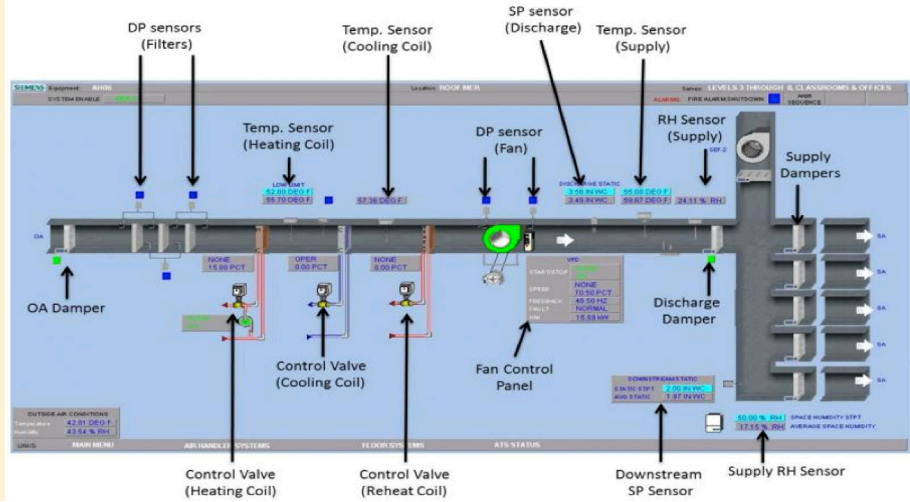 DP sensors
(Filters)
Temp. Sensor
(Cooling Coil)
SP sensor
(Discharge)
Temp. Sensor
(Supply)
SIEMENS Equipment: AH06
Location: ROOF MER
Serves: LEVELS 3 THROUGH 6, CLASSROOMS & OFFICES
SYSTEM ENABLE
ALARMS: FIRE ALARM SHUTDOWN
SEQUENCE
Temp. Sensor
(Heating Coil)
DP sensor
(Fan)
RH Sensor
(Supply)
Supply
Dampers
LOW LIMIT
52.00 DEG F
55.70 DEG F
57.36 DEG F
DISCHARGE STATIC
3.56 IN WC
3.49 IN WC
55.00 DEG F
59.67 DEG F
24.11 % RH
OA
SA
SA
SA
SA
SA
NONE
15.00 PCT
OPER
0.00 PCT
NONE
0.00 PCT
VFD
START/STOP
SPEED NONE
70.50 PCT
FEEDBACK
FAULT NORMAL
KW
OA Damper
Discharge
Damper
Control Valve
(Cooling Coil)
Fan Control
Panel
DOWNSTREAM STATIC
STATIC STPT 2.00 IN WC
AVG STATIC 1.97 IN WC
OUTSIDE AIR CONDITIONS
Temperature 42.01 DEG F
Humidity 43.54 % RH
50.00 % RH SPACE HUMIDITY STPT
17.15 % RH AVERAGE SPACE HUMIDITY
LINKS: MAIN MENU AIR HANDLER SYSTEMS FLOOR SYSTEMS ATS STATUS
Control Valve
(Heating Coil)
Control Valve
(Reheat Coil)
Downstream
SP Sensor
Supply RH Sensor